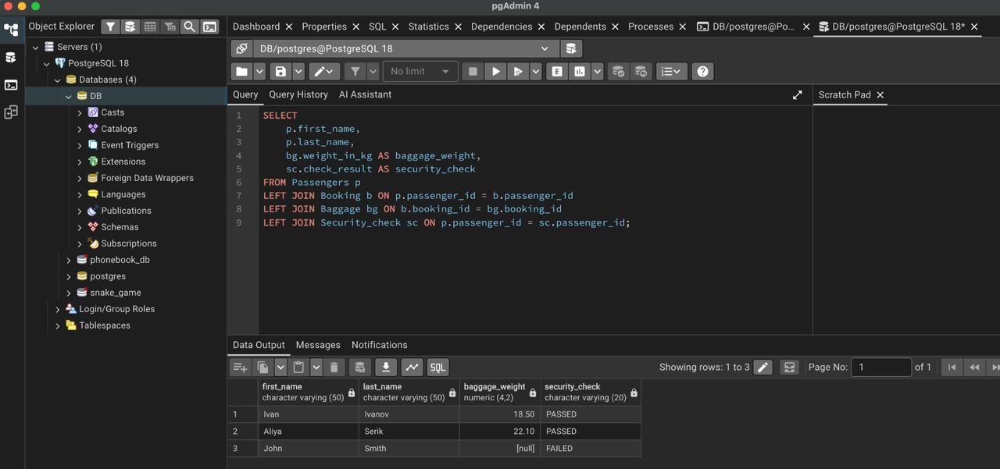 pgAdmin 4
Object Explorer
Dashboard
Properties
SQL
Statistics
Dependencies
Dependents
Processes
DB/postgres@Po...
DB/postgres@PostgreSQL 18*
Servers (1)
PostgreSQL 18
Databases (4)
DB
Casts
Catalogs
Event Triggers
Extensions
Foreign Data Wrappers
Languages
Publications
Schemas
Subscriptions
phonebook_db
postgres
snake_game
Login/Group Roles
Tablespaces
DB/postgres@PostgreSQL 18
No limit
E
Query
Query History
AI Assistant
Scratch Pad
1 SELECT
2 p.first_name,
3 p.last_name,
4 bg.weight_in_kg AS baggage_weight,
5 sc.check_result AS security_check
6 FROM Passengers p
7 LEFT JOIN Booking b ON p.passenger_id = b.passenger_id
8 LEFT JOIN Baggage bg ON b.booking_id = bg.booking_id
9 LEFT JOIN Security_check sc ON p.passenger_id = sc.passenger_id;
Data Output
Messages
Notifications
SQL
Showing rows: 1 to 3
Page No:
1
of 1
first_name
character varying (50)
last_name
character varying (50)
baggage_weight
numeric (4,2)
security_check
character varying (20)
1 Ivan Ivanov 18.50 PASSED
2 Aliya Serik 22.10 PASSED
3 John Smith [null] FAILED